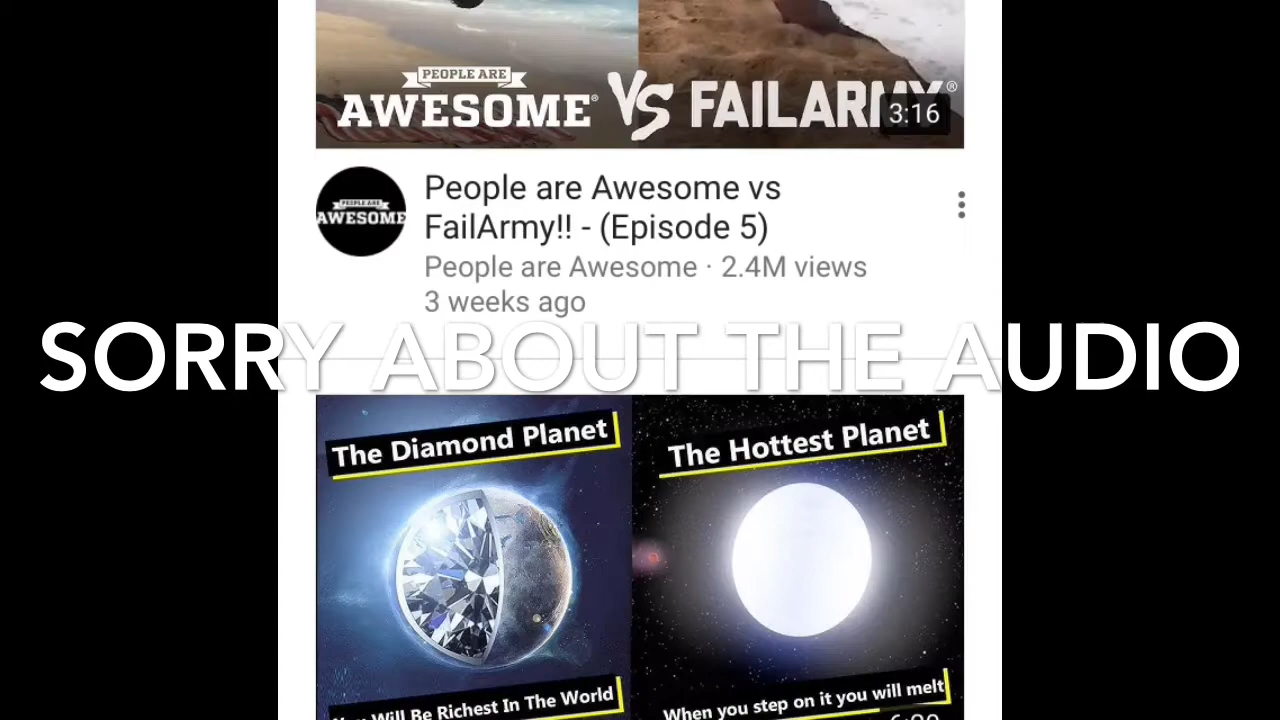 PEOPLE ARE
AWESOME® VS FAILARMY®
3:16
PEOPLE ARE
AWESOME
People are Awesome vs
FailArmy!! - (Episode 5)
People are Awesome · 2.4M views
3 weeks ago
SORRY ABOUT THE AUDIO
The Diamond Planet
The Hottest Planet
You Will Be Richest In The World
When you step on it you will melt